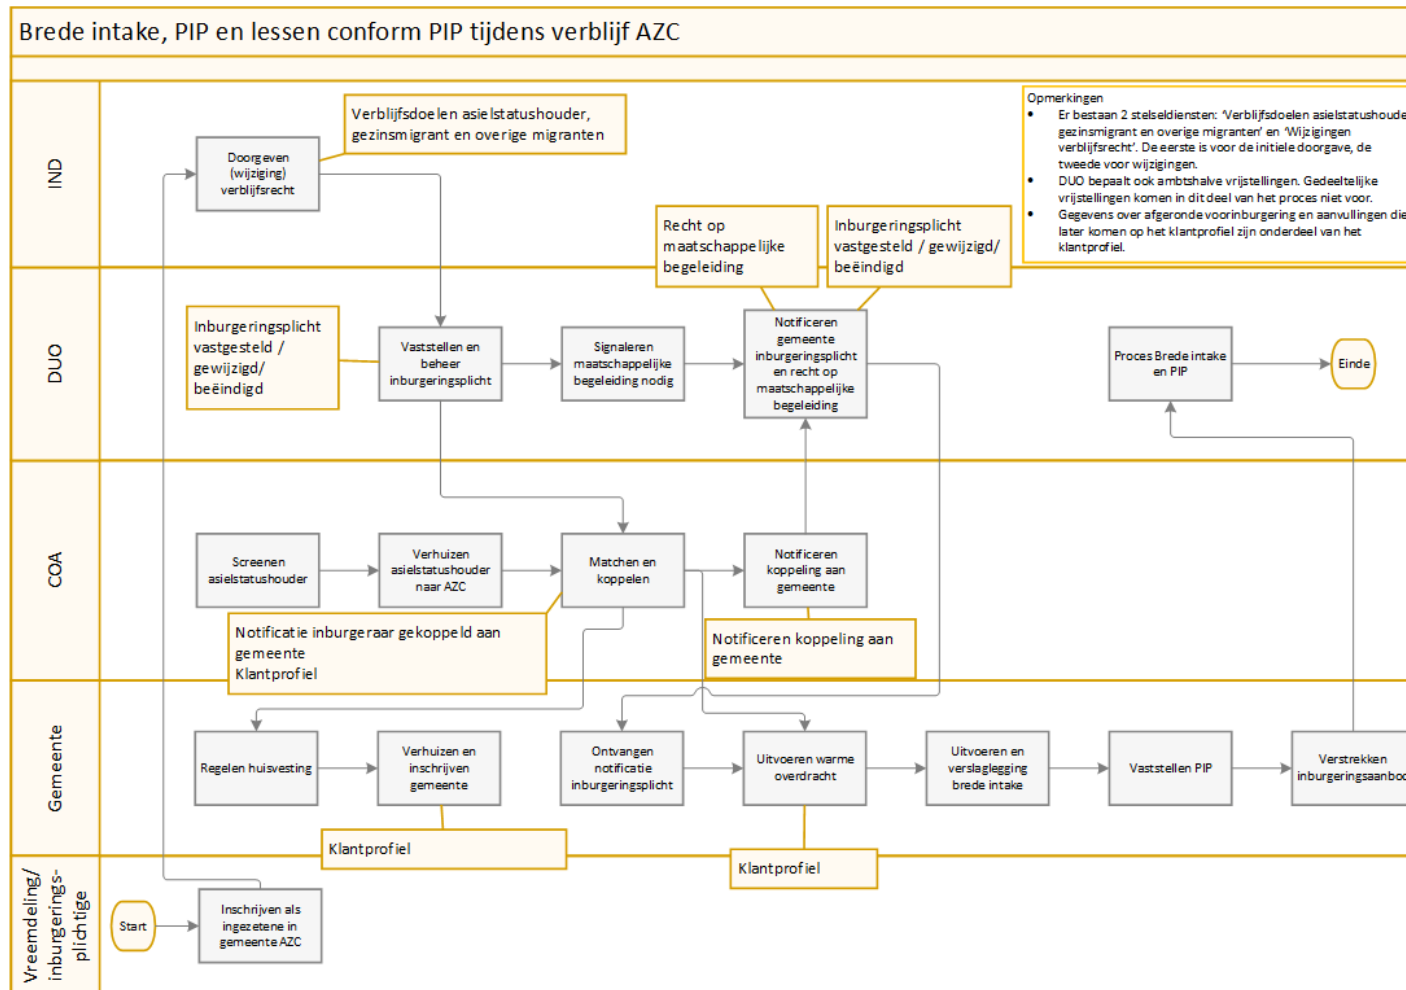 Brede intake, PIP en lessen conform PIP tijdens verblijf AZC
IND
Doorgeven
(wijziging)
verblijfsrecht
Verblijfsdoelen asielstatushouder,
gezinsmigrant en overige migranten
Opmerkingen
• Er bestaan 2 stelseldiensten: ‘Verblijfsdoelen asielstatushoude
gezinsmigrant en overige migranten’ en ‘Wijzigingen
verblijfsrecht’. De eerste is voor de initiele doorgave, de
tweede voor wijzigingen.
• DUO bepaalt ook ambtshalve vrijstellingen. Gedeeltelijke
vrijstellingen komen in dit deel van het proces niet voor.
• Gegevens over afgeronde voorinburgering en aanvullingen die
later komen op het klantprofiel zijn onderdeel van het
klantprofiel.
Recht op
maatschappelijke
begeleiding
Inburgeringsplicht
vastgesteld / gewijzigd/
beëindigd
DUO
Inburgeringsplicht
vastgesteld /
gewijzigd/
beëindigd
Vaststellen en
beheer
inburgeringsplicht
Signaleren
maatschappelijke
begeleiding nodig
Notificeren
gemeente
inburgeringsplicht
en recht op
maatschappelijke
begeleiding
Proces Brede intake
en PIP
Einde
COA
Screenen
asielstatushouder
Verhuizen
asielstatushouder
naar AZC
Matchen en
koppelen
Notificeren
koppeling aan
gemeente
Notificatie inburgeraar gekoppeld aan
gemeente
Klantprofiel
Notificeren koppeling aan
gemeente
Gemeente
Regelen huisvesting
Verhuizen en
inschrijven
gemeente
Ontvangen
notificatie
inburgeringsplicht
Uitvoeren warme
overdracht
Uitvoeren en
verslaglegging
brede intake
Vaststellen PIP
Verstrekken
inburgeringsaanbod
Klantprofiel
Klantprofiel
Vreemdeling/
inburgerings-
plichtige
Start
Inschrijven als
ingezetene in
gemeente AZC